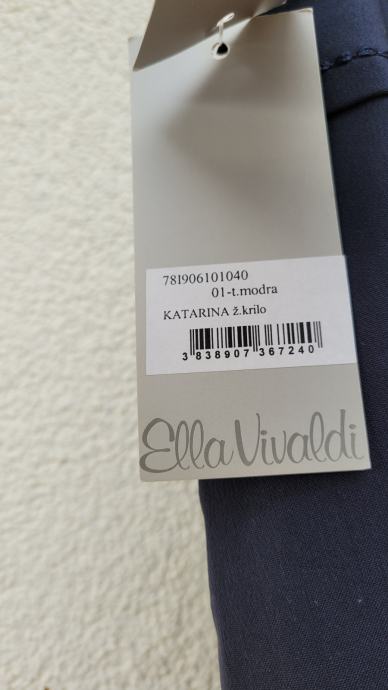 781906101040
01-t.modra
KATARINA ž.krilo
3 838907 367240
Ella Vivaldi